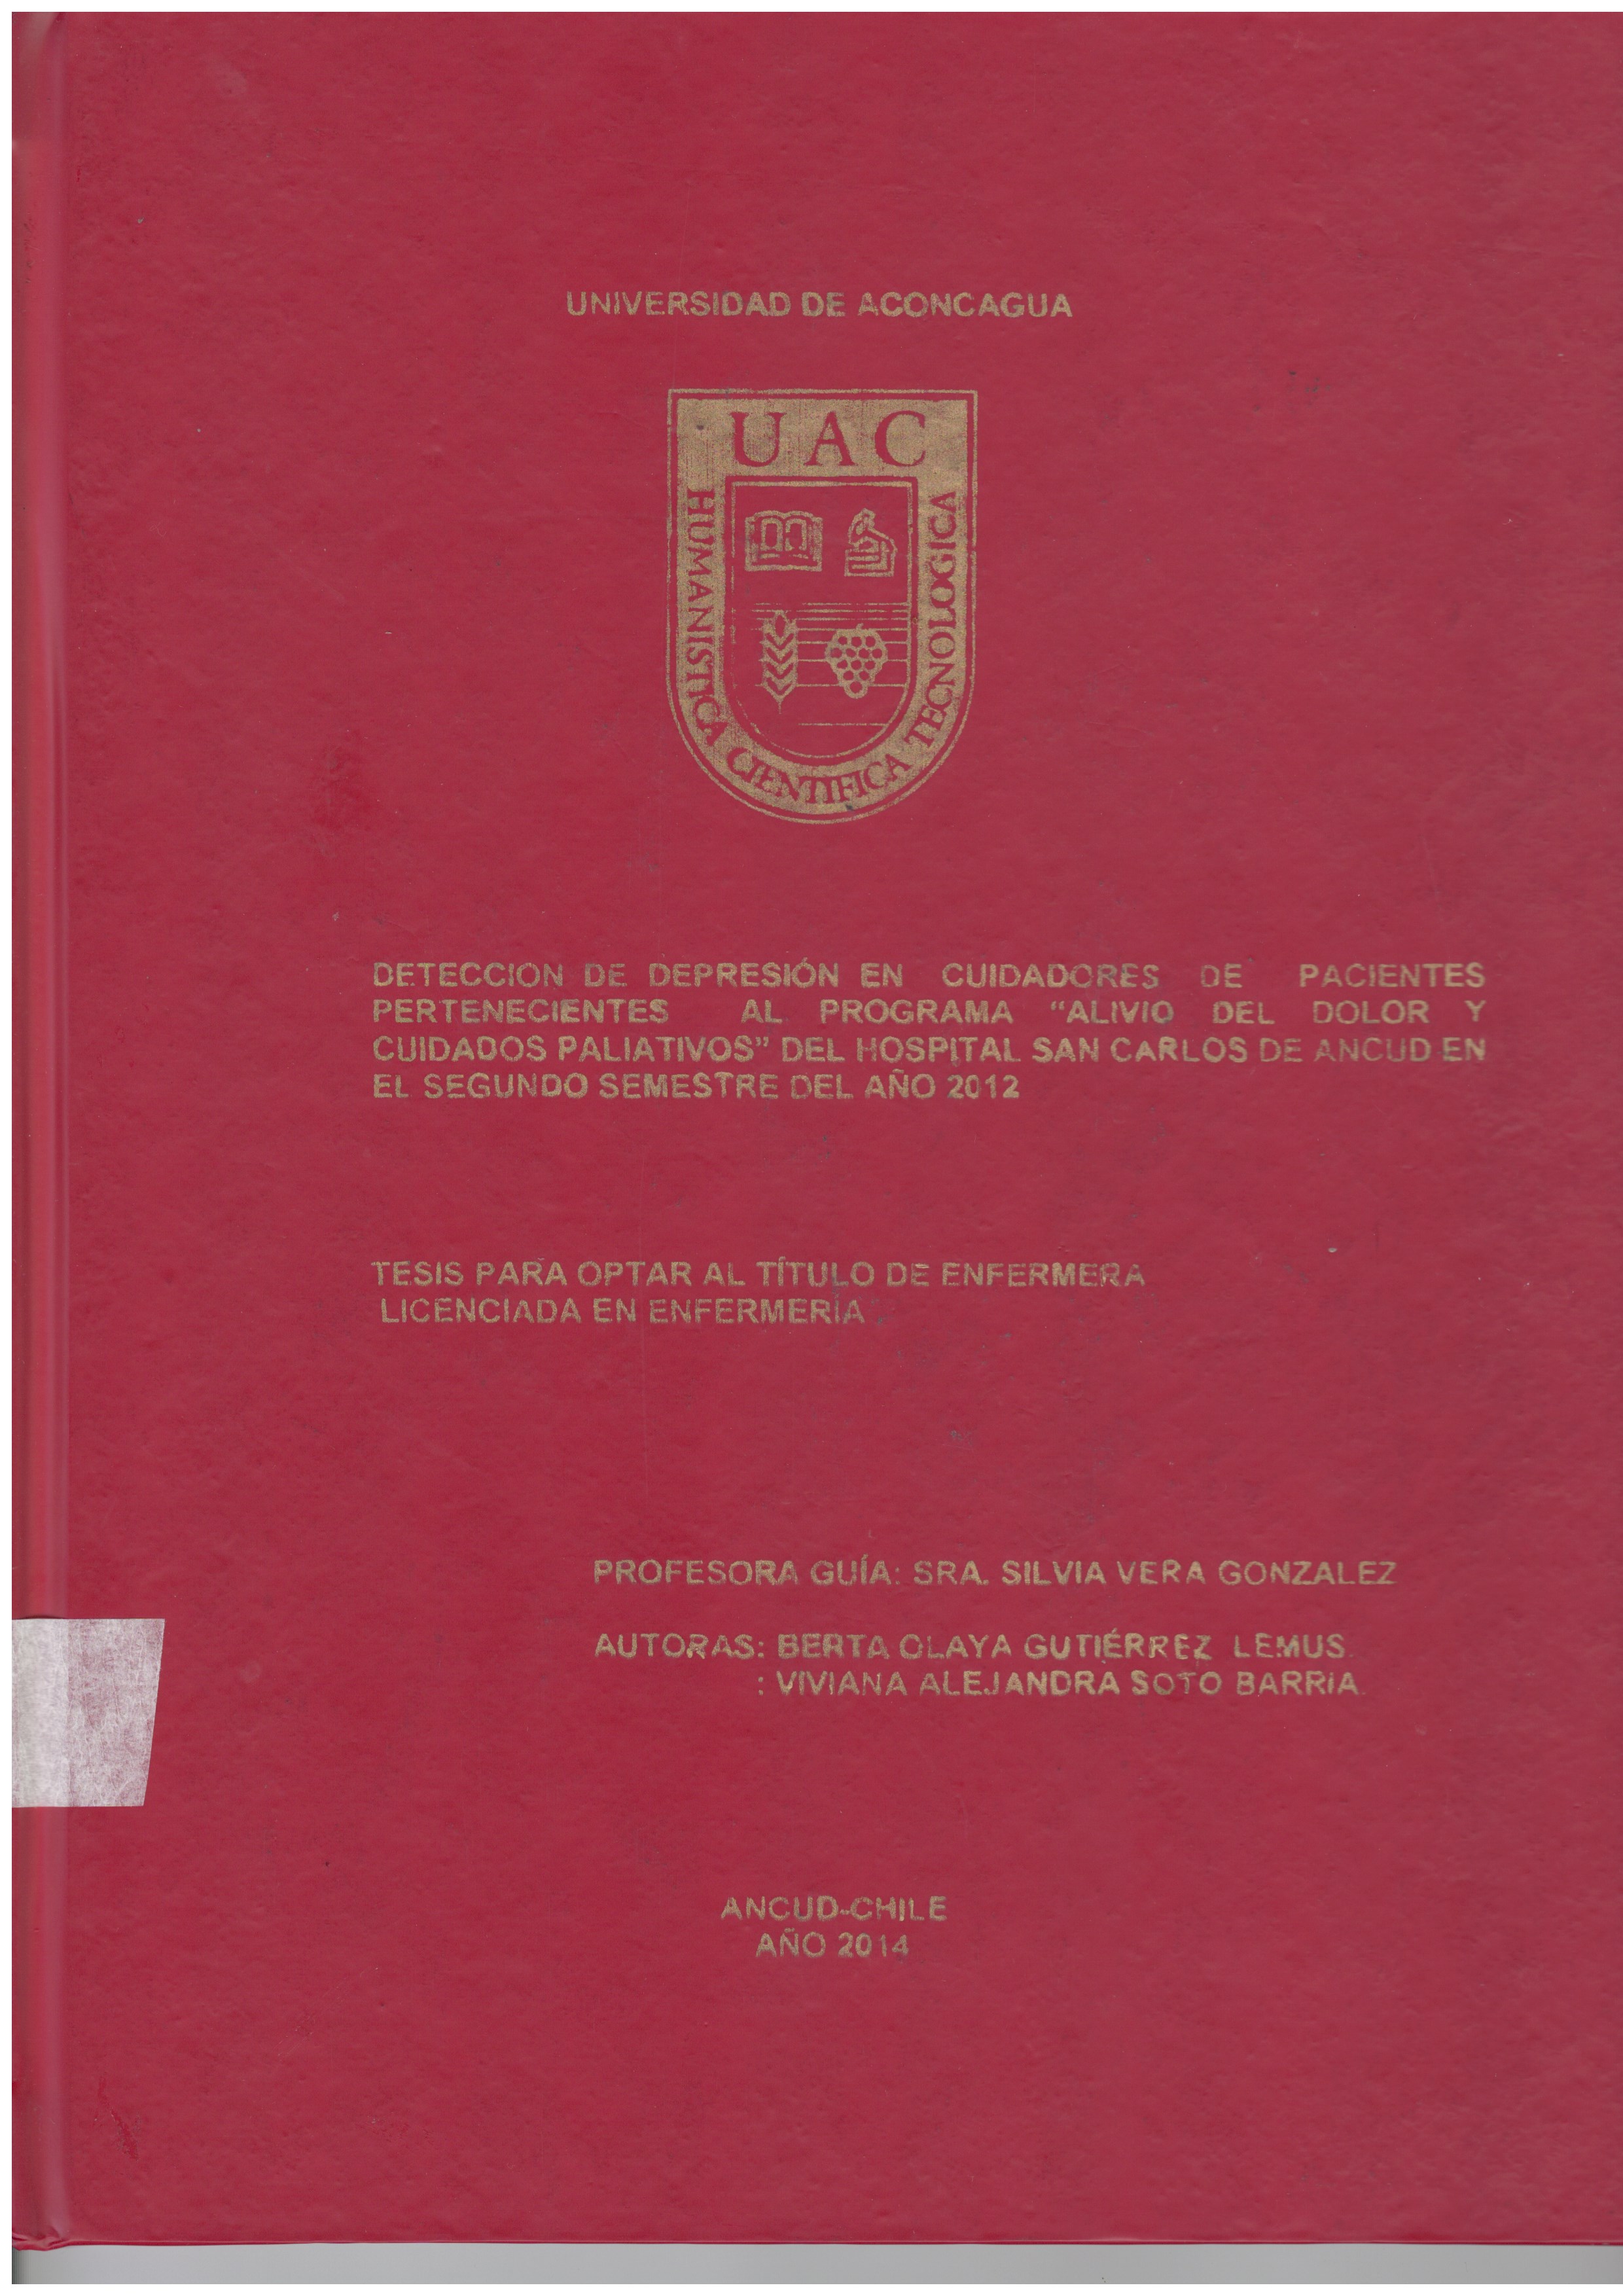 UNIVERSIDAD DE ACONCAGUA
UAC
HUMANISTICA CIENTIFICA TECNOLOGICA
DETECCION DE DEPRESIÓN EN CUIDADORES DE PACIENTES
PERTENECIENTES AL PROGRAMA "ALIVIO DEL DOLOR Y
CUIDADOS PALIATIVOS" DEL HOSPITAL SAN CARLOS DE ANCUD EN
EL SEGUNDO SEMESTRE DEL AÑO 2012
TESIS PARA OPTAR AL TÍTULO DE ENFERMERA
LICENCIADA EN ENFERMERÍA
PROFESORA GUÍA: SRA. SILVIA VERA GONZALEZ
AUTORAS: BERTA OLAYA GUTIÉRREZ LEMUS.
: VIVIANA ALEJANDRA SOTO BARRIA.
ANCUD-CHILE
AÑO 2014